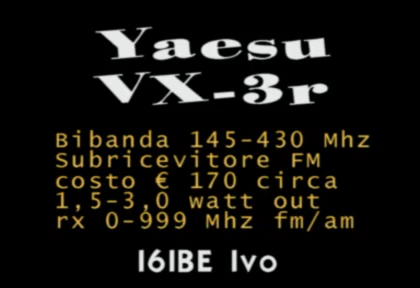 Yaesu
VX-3r
Bibanda 145-430 Mhz
Subricevitore FM
costo € 170 circa
1,5-3,0 watt out
rx 0-999 Mhz fm/am
I6IBE Ivo